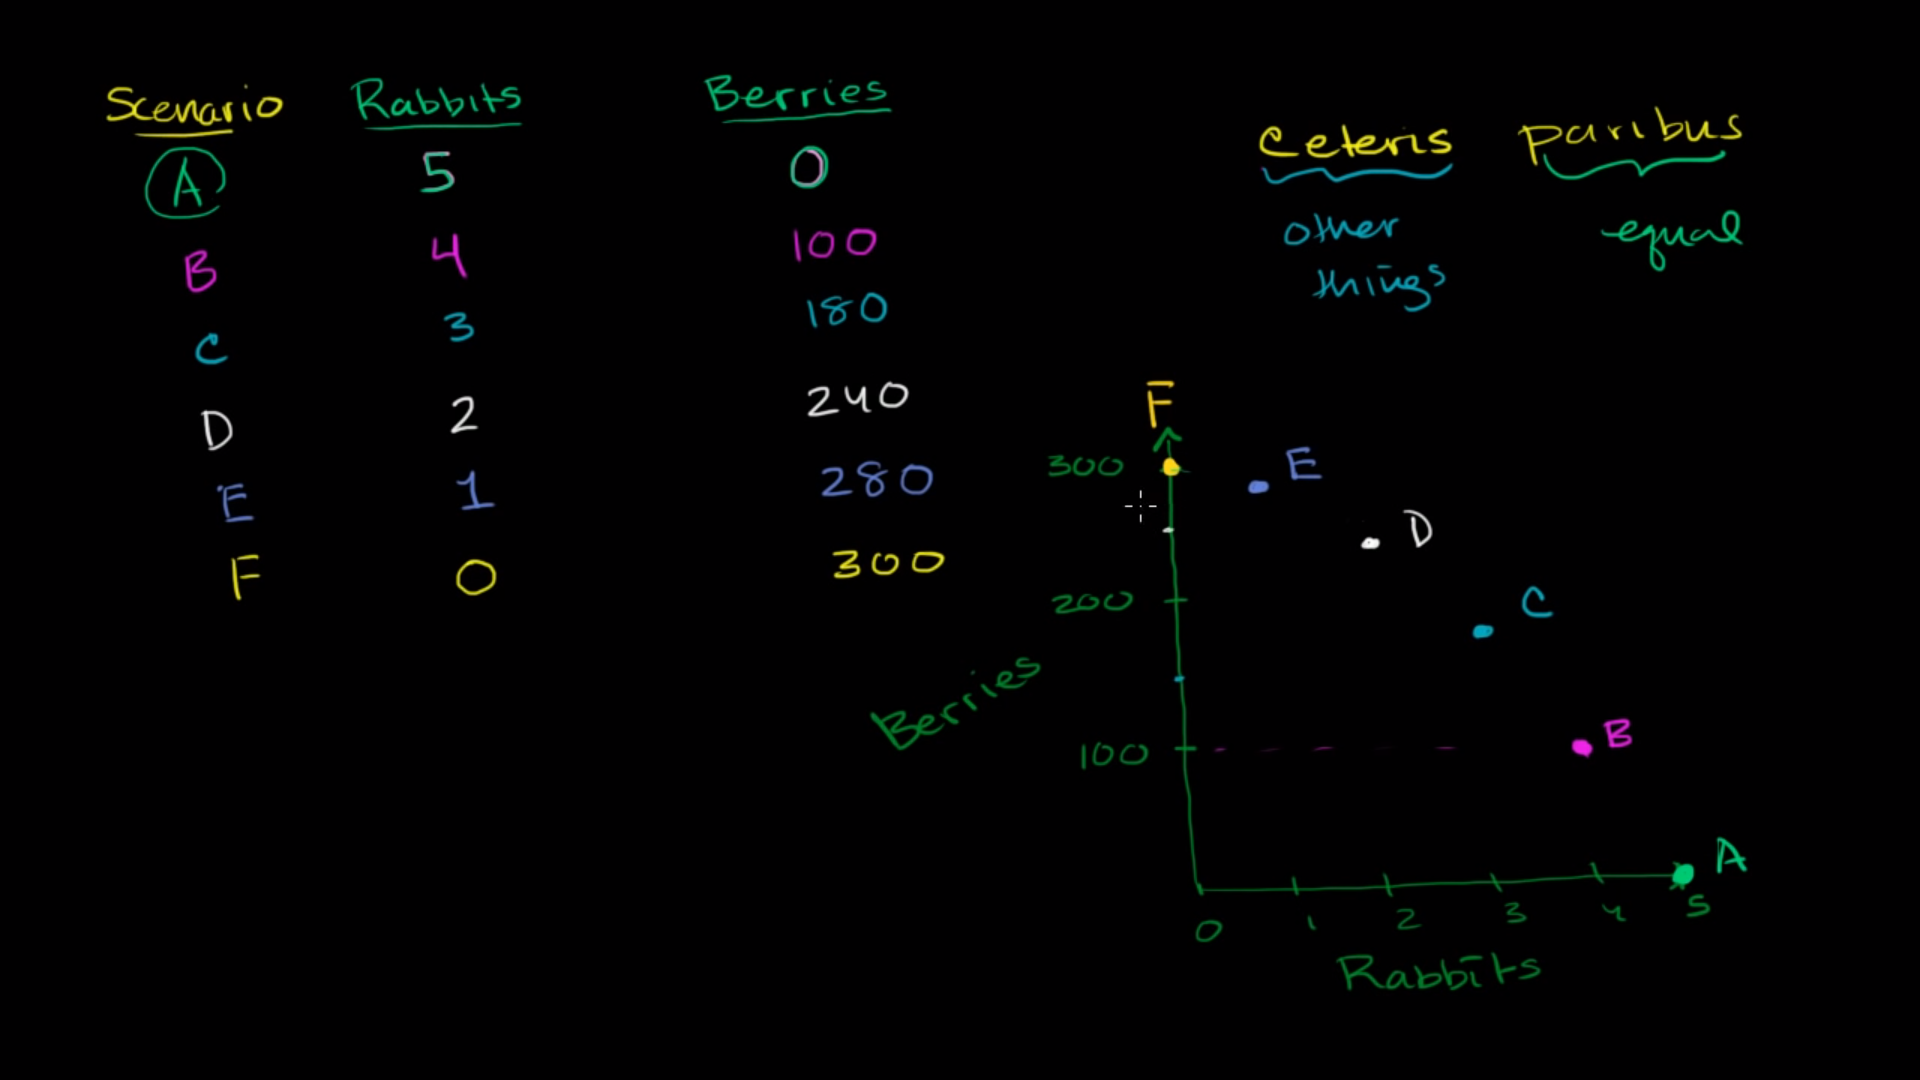 Scenario Rabbits Berries
A 5 0
B 4 100
C 3 180
D 2 240
E 1 280
F 0 300
Ceteris paribus
other equal
things
F
300 E
D
200 C
Berries
100 B
A
0 1 2 3 4 5
Rabbits